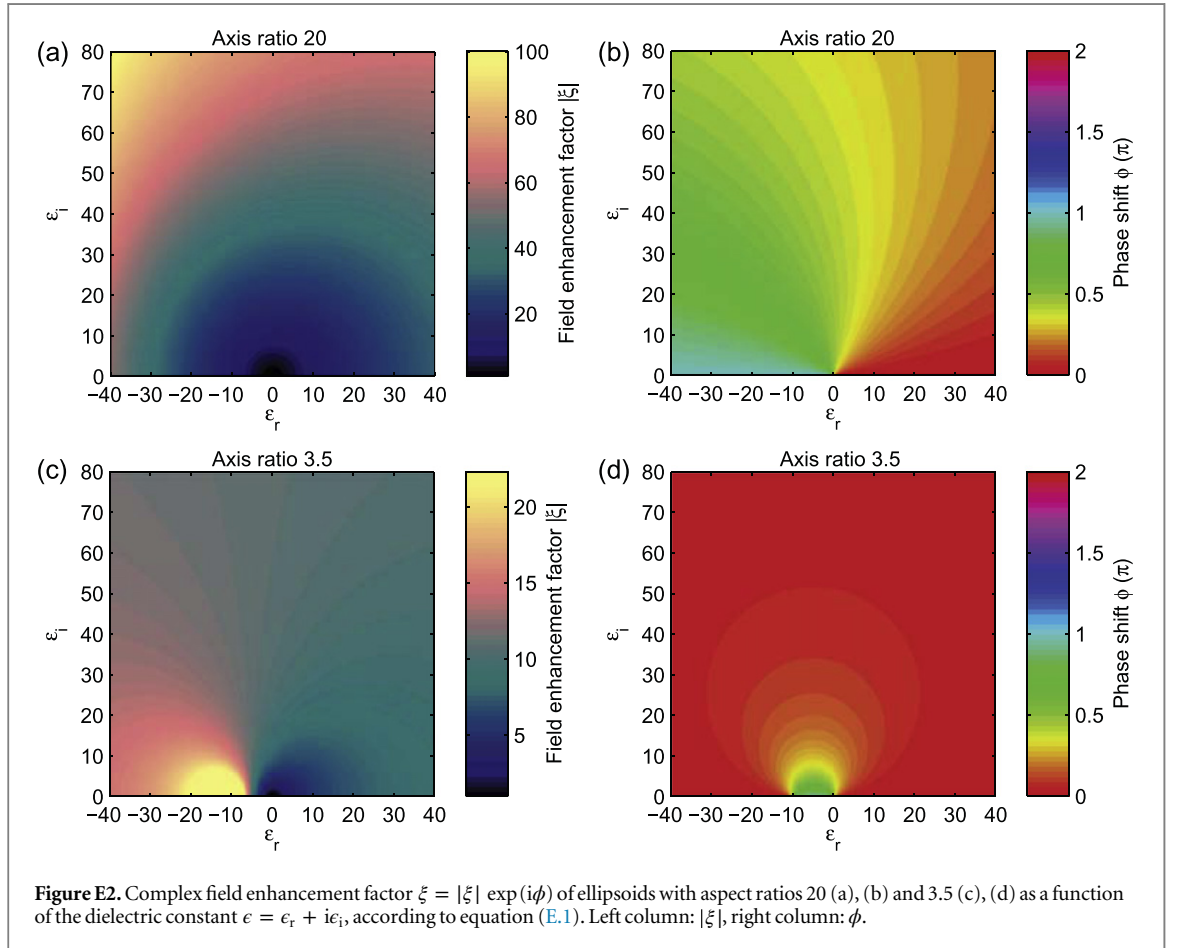 (a)
Axis ratio 20
80
70
60
50
40
30
20
10
0
εi
−40 −30 −20 −10 0 10 20 30 40
εr
100
80
60
40
20
Field enhancement factor |ξ|
(b)
Axis ratio 20
80
70
60
50
40
30
20
10
0
εi
−40 −30 −20 −10 0 10 20 30 40
εr
2
1.5
1
0.5
0
Phase shift ϕ (π)
(c)
Axis ratio 3.5
80
70
60
50
40
30
20
10
0
εi
−40 −30 −20 −10 0 10 20 30 40
εr
20
15
10
5
Field enhancement factor |ξ|
(d)
Axis ratio 3.5
80
70
60
50
40
30
20
10
0
εi
−40 −30 −20 −10 0 10 20 30 40
εr
2
1.5
1
0.5
0
Phase shift ϕ (π)
Figure E2. Complex field enhancement factor ξ = |ξ| exp (iϕ) of ellipsoids with aspect ratios 20 (a), (b) and 3.5 (c), (d) as a function
of the dielectric constant ϵ = ϵr + iϵi, according to equation (E.1). Left column: |ξ|, right column: ϕ.